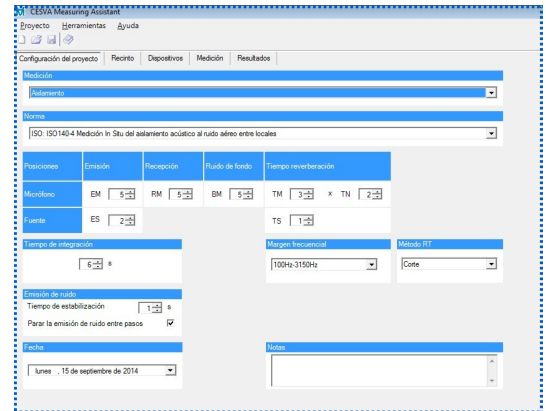 CESVA Measuring Assistant
Proyecto Herramientas Ayuda
Configuración del proyecto Recinto Dispositivos Medición Resultados
Medición
Aislamiento
Norma
ISO: ISO140-4 Medición In Situ del aislamiento acústico al ruido aéreo entre locales
Posiciones Emisión Recepción Ruido de fondo Tiempo reverberación
Micrófono EM 5 RM 5 BM 5 TM 3 x TN 2
Fuente ES 2 TS 1
Tiempo de integración Margen frecuencial Método RT
6 s 100Hz-3150Hz Corte
Emisión de ruido
Tiempo de estabilización 1 s
Parar la emisión de ruido entre pasos
Fecha Notas
lunes , 15 de septiembre de 2014